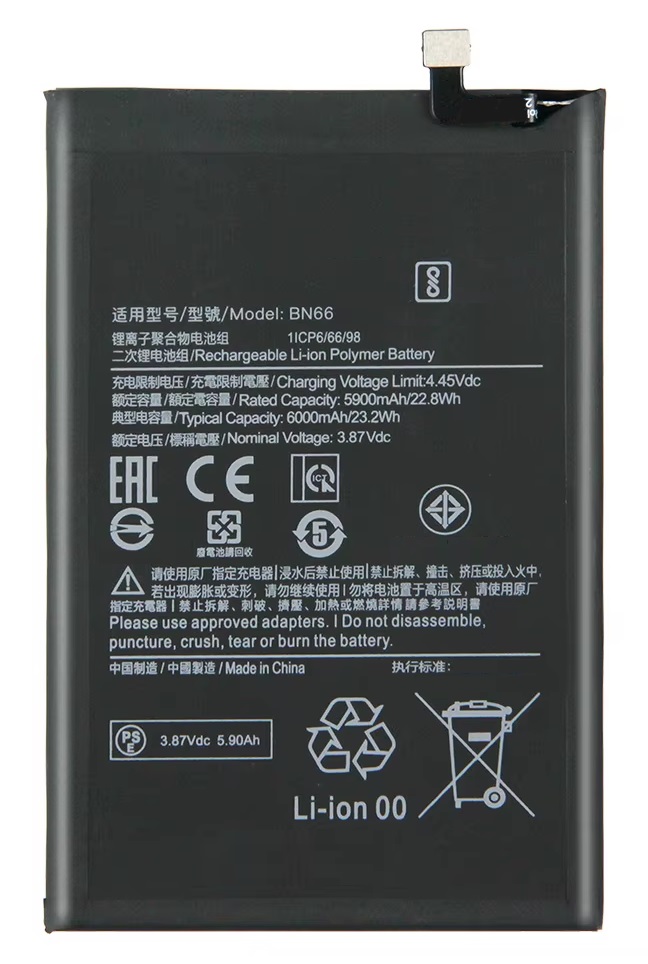 适用型号/型號/Model: BN66
锂离子聚合物电池组 1ICP6/66/98
二次锂电池组/Rechargeable Li-ion Polymer Battery
充电限制电压/充電限制電壓/Charging Voltage Limit:4.45Vdc
额定容量/額定電容量/Rated Capacity: 5900mAh/22.8Wh
典型电容量/Typical Capacity: 6000mAh/23.2Wh
额定电压/標稱電壓/Nominal Voltage: 3.87Vdc
EAC CE ICT
5
廢電池請回收
请使用原厂指定充电器|浸水后禁止使用|禁止拆解、撞击、挤压或投入火中,
若出现膨胀或变形,请勿继续使用|勿将电池置于高温区,请使用原厂
指定充電器|禁止拆解、刺破、擠壓、加熱或燃燒詳情請參考說明書
Please use approved adapters. I Do not disassemble,
puncture, crush, tear or burn the battery.
中国制造/中國製造/Made in China 执行标准:
PSE 3.87Vdc 5.90Ah
Li-ion 00